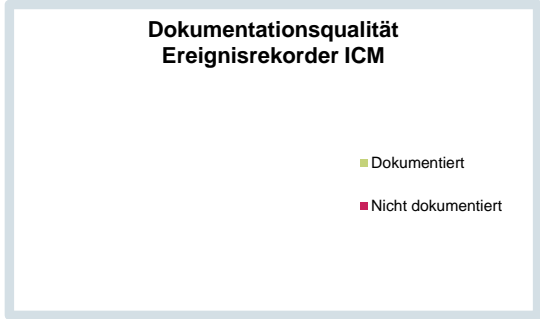 Dokumentationsqualität
Ereignisrekorder ICM
Dokumentiert
Nicht dokumentiert